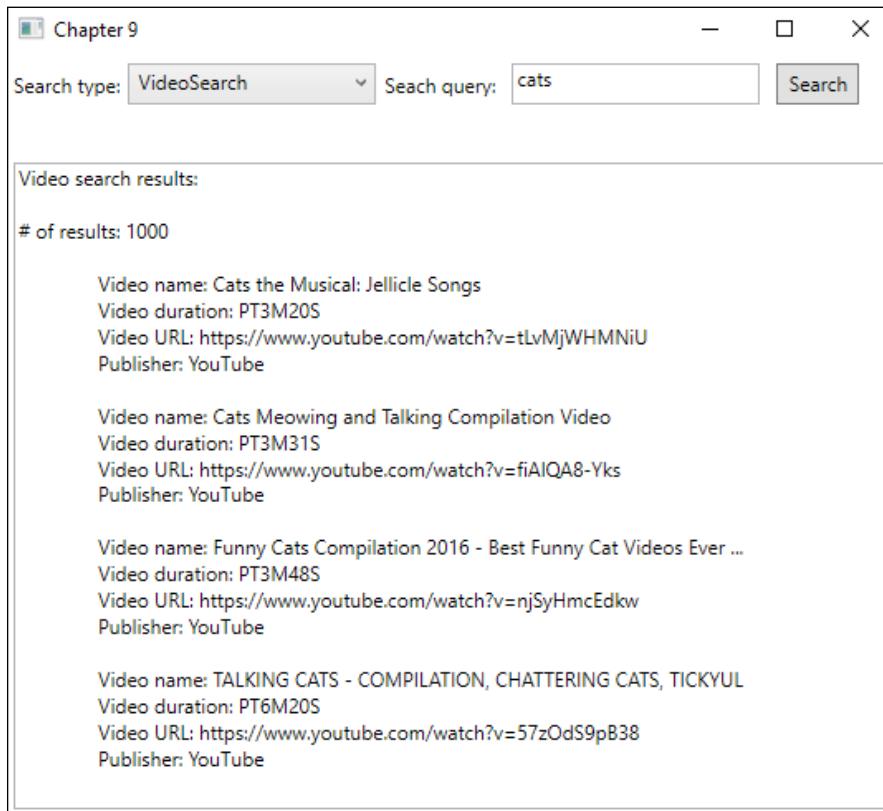 Chapter 9
Search type: VideoSearch Seach query: cats Search
Video search results:
# of results: 1000
Video name: Cats the Musical: Jellicle Songs
Video duration: PT3M20S
Video URL: https://www.youtube.com/watch?v=tLvMjWHMNiU
Publisher: YouTube
Video name: Cats Meowing and Talking Compilation Video
Video duration: PT3M31S
Video URL: https://www.youtube.com/watch?v=fiAlQA8-Yks
Publisher: YouTube
Video name: Funny Cats Compilation 2016 - Best Funny Cat Videos Ever ...
Video duration: PT3M48S
Video URL: https://www.youtube.com/watch?v=njSyHmcEdkw
Publisher: YouTube
Video name: TALKING CATS - COMPILATION, CHATTERING CATS, TICKYUL
Video duration: PT6M20S
Video URL: https://www.youtube.com/watch?v=57zOdS9pB38
Publisher: YouTube